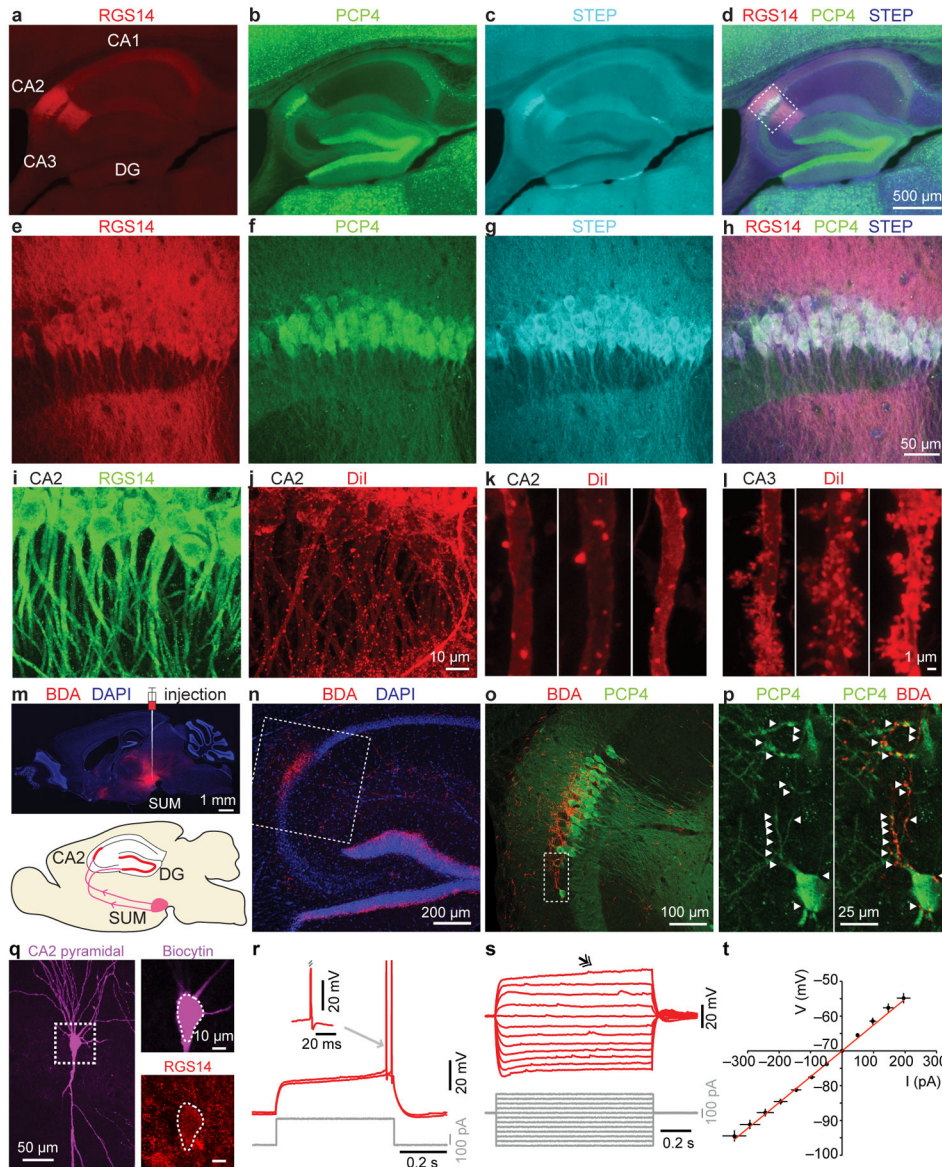 a RGS14
b PCP4
c STEP
d RGS14 PCP4 STEP
CA1
CA2
CA3
DG
500 µm
e RGS14
f PCP4
g STEP
h RGS14 PCP4 STEP
50 µm
i CA2 RGS14
j CA2 DiI
k CA2 DiI
l CA3 DiI
10 µm
1 µm
m BDA DAPI injection
SUM
1 mm
CA2
DG
SUM
n BDA DAPI
200 µm
o BDA PCP4
100 µm
p PCP4 PCP4 BDA
25 µm
q CA2 pyramidal Biocytin
10 µm
RGS14
50 µm
r
20 mV
20 ms
20 mV
100 pA
0.2 s
s
20 mV
100 pA
0.2 s
t
V (mV)
−50
−60
−70
−80
−90
−100
−300 −200 −100 0 100 200 300
I (pA)